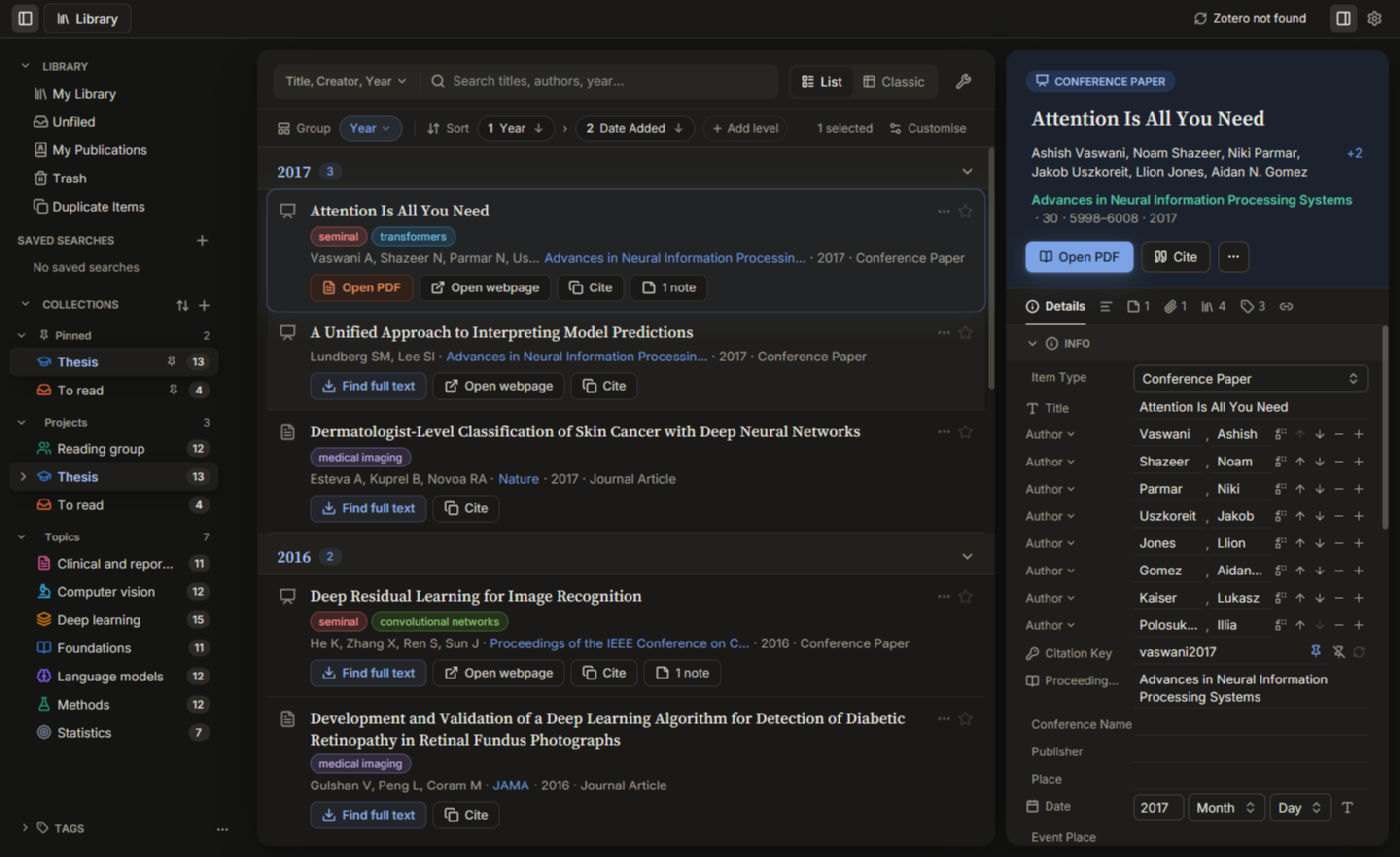 Library
Zotero not found
LIBRARY
My Library
Unfiled
My Publications
Trash
Duplicate Items
SAVED SEARCHES
No saved searches
COLLECTIONS
Pinned 2
Thesis 13
To read 4
Projects 3
Reading group 12
Thesis 13
To read 4
Topics 7
Clinical and repor... 11
Computer vision 12
Deep learning 15
Foundations 11
Language models 12
Methods 12
Statistics 7
TAGS
Title, Creator, Year Search titles, authors, year... List Classic
Group Year Sort 1 Year 2 Date Added + Add level 1 selected Customise
2017 3
Attention Is All You Need
seminal transformers
Vaswani A, Shazeer N, Parmar N, Us... Advances in Neural Information Processin... · 2017 · Conference Paper
Open PDF Open webpage Cite 1 note
A Unified Approach to Interpreting Model Predictions
Lundberg SM, Lee SI · Advances in Neural Information Processin... · 2017 · Conference Paper
Find full text Open webpage Cite
Dermatologist-Level Classification of Skin Cancer with Deep Neural Networks
medical imaging
Esteva A, Kuprel B, Novoa RA · Nature · 2017 · Journal Article
Find full text Cite
2016 2
Deep Residual Learning for Image Recognition
seminal convolutional networks
He K, Zhang X, Ren S, Sun J · Proceedings of the IEEE Conference on C... · 2016 · Conference Paper
Find full text Open webpage Cite 1 note
Development and Validation of a Deep Learning Algorithm for Detection of Diabetic
Retinopathy in Retinal Fundus Photographs
medical imaging
Gulshan V, Peng L, Coram M · JAMA · 2016 · Journal Article
Find full text Cite
CONFERENCE PAPER
Attention Is All You Need
Ashish Vaswani, Noam Shazeer, Niki Parmar, +2
Jakob Uszkoreit, Llion Jones, Aidan N. Gomez
Advances in Neural Information Processing Systems
· 30 · 5998–6008 · 2017
Open PDF Cite ...
Details 1 1 4 3
INFO
Item Type Conference Paper
Title Attention Is All You Need
Author Vaswani , Ashish
Author Shazeer , Noam
Author Parmar , Niki
Author Uszkoreit , Jakob
Author Jones , Llion
Author Gomez , Aidan...
Author Kaiser , Lukasz
Author Polosuk... , Illia
Citation Key vaswani2017
Proceeding... Advances in Neural Information
Processing Systems
Conference Name
Publisher
Place
Date 2017 Month Day
Event Place